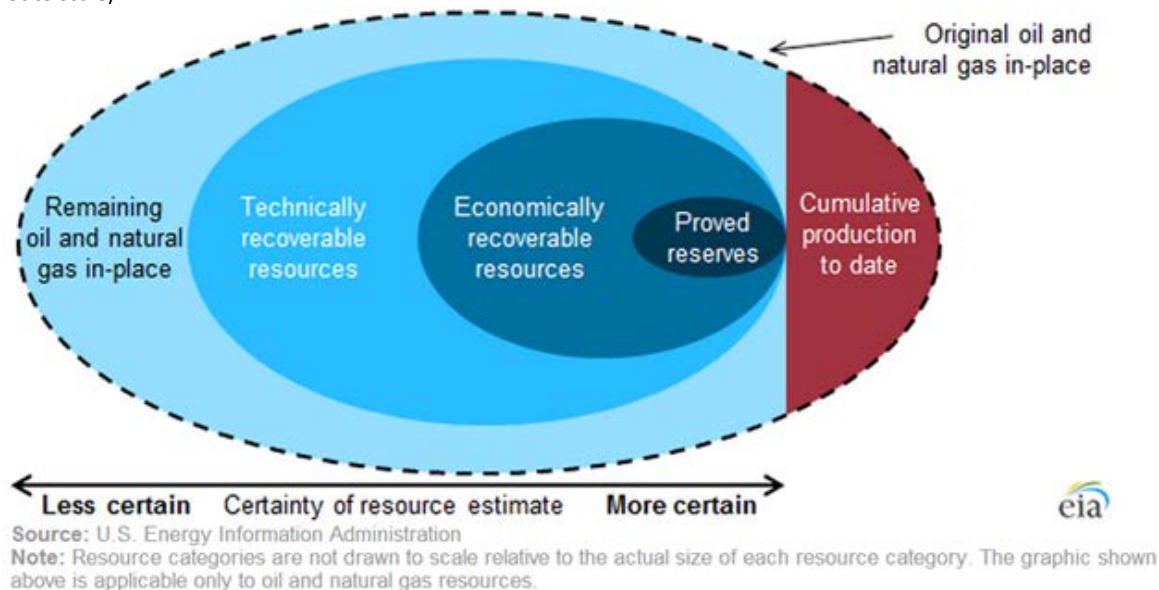 Original oil and
natural gas in-place
Remaining
oil and natural
gas in-place
Technically
recoverable
resources
Economically
recoverable
resources
Proved
reserves
Cumulative
production
to date
Less certain Certainty of resource estimate More certain
eia
Source: U.S. Energy Information Administration
Note: Resource categories are not drawn to scale relative to the actual size of each resource category. The graphic shown
above is applicable only to oil and natural gas resources.